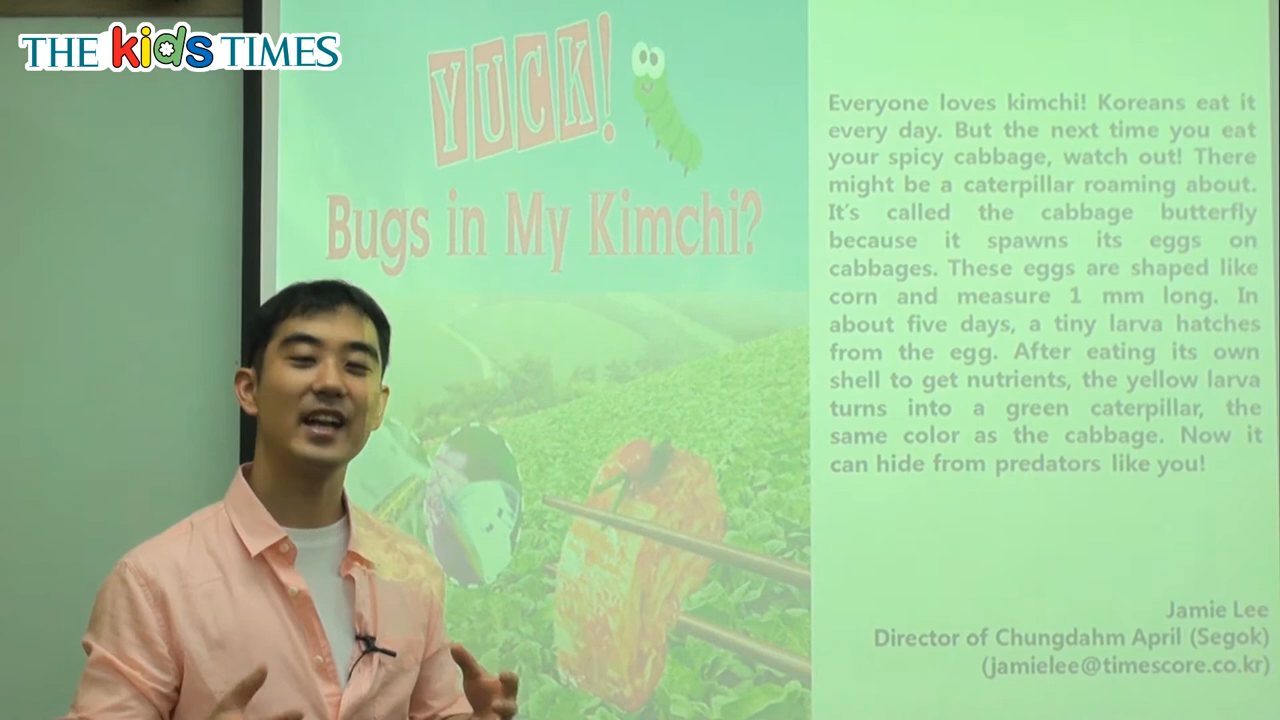 THE kids TIMES
YUCK!
Bugs in My Kimchi?
Everyone loves kimchi! Koreans eat it
every day. But the next time you eat
your spicy cabbage, watch out! There
might be a caterpillar roaming about.
It's called the cabbage butterfly
because it spawns its eggs on
cabbages. These eggs are shaped like
corn and measure 1 mm long. In
about five days, a tiny larva hatches
from the egg. After eating its own
shell to get nutrients, the yellow larva
turns into a green caterpillar, the
same color as the cabbage. Now it
can hide from predators like you!
Jamie Lee
Director of Chungdahm April (Segok)
(jamielee@timescore.co.kr)